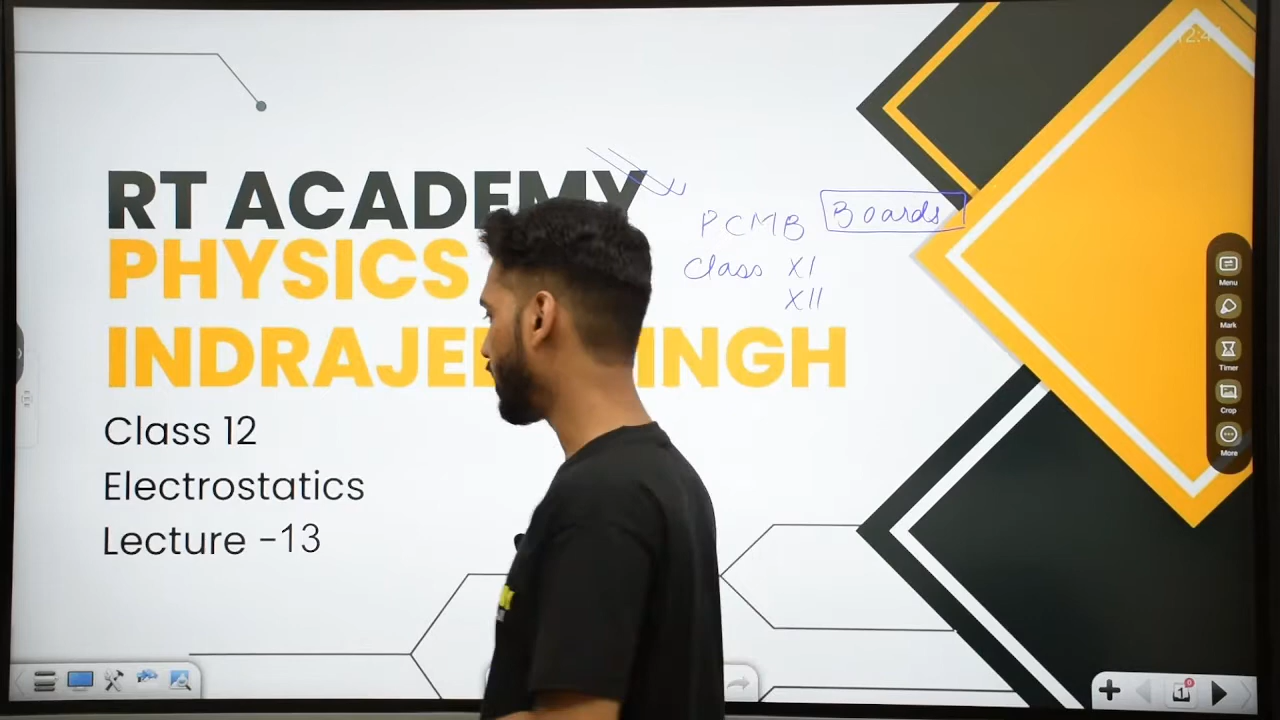 RT ACADEMY
PHYSICS
PCMB Boards
Class XI
XII
INGH
Class 12
Electrostatics
Lecture -13
Menu
Mark
Timer
Crop
More
1